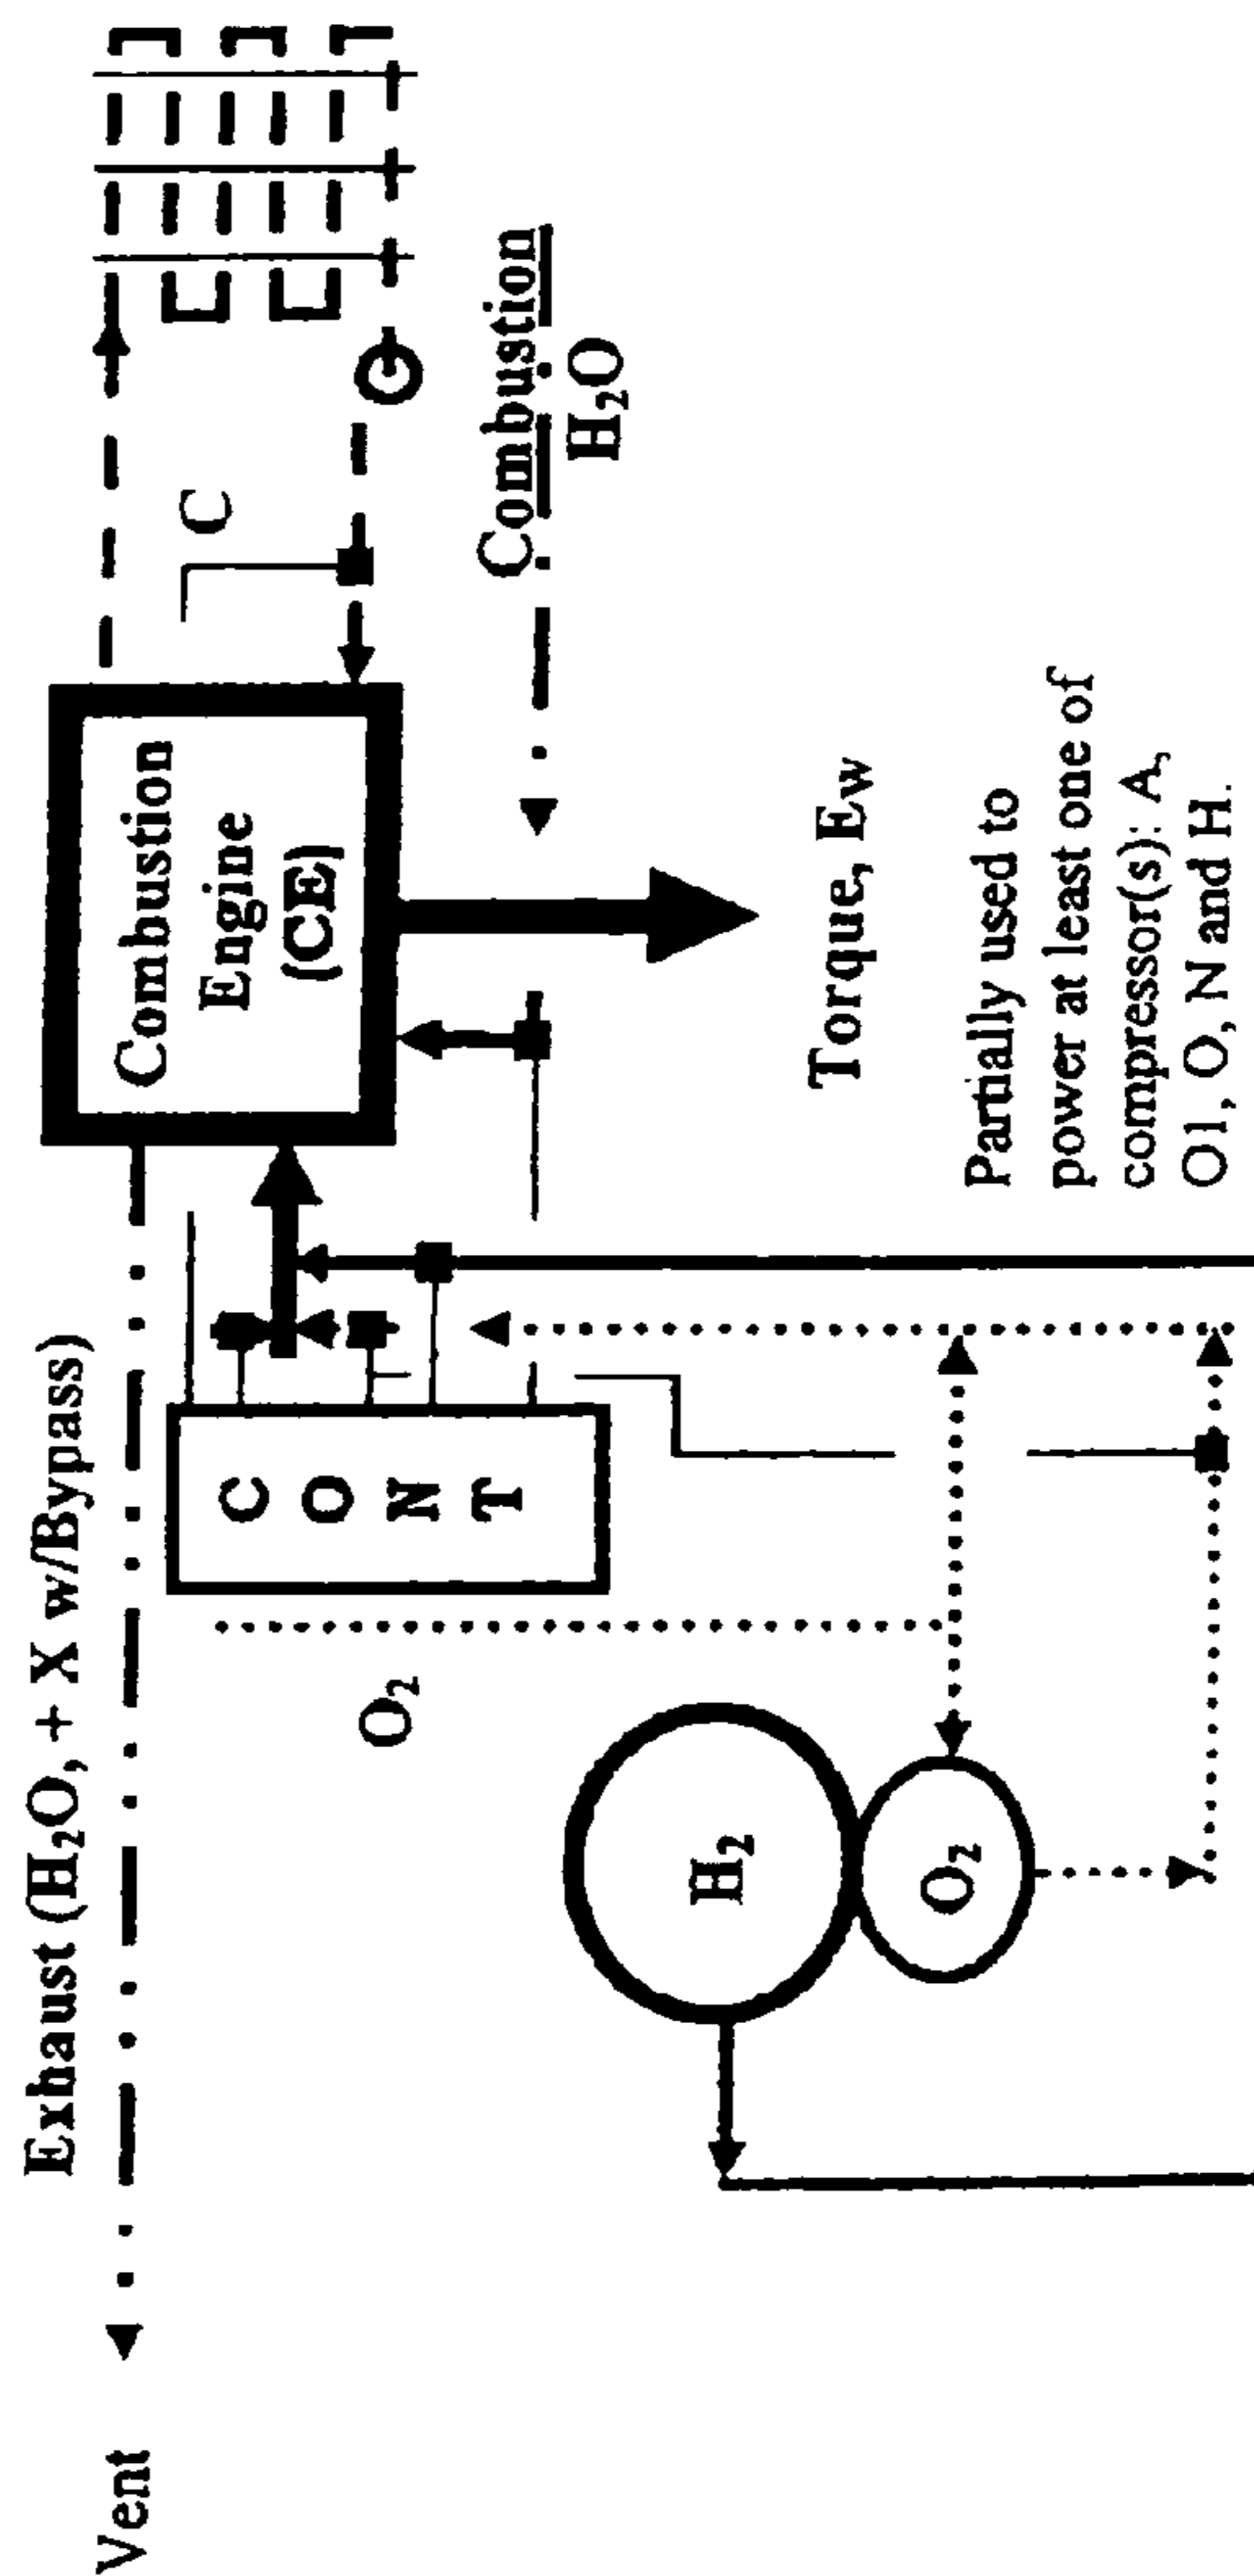 Vent
Exhaust (H₂O, + X w/Bypass)
O₂
H₂
O₂
C
O
N
T
Combustion
Engine
(CE)
C
Combustion
H₂O
Torque, Ew
Partially used to
power at least one of
compressor(s): A,
O1, O, N and H.